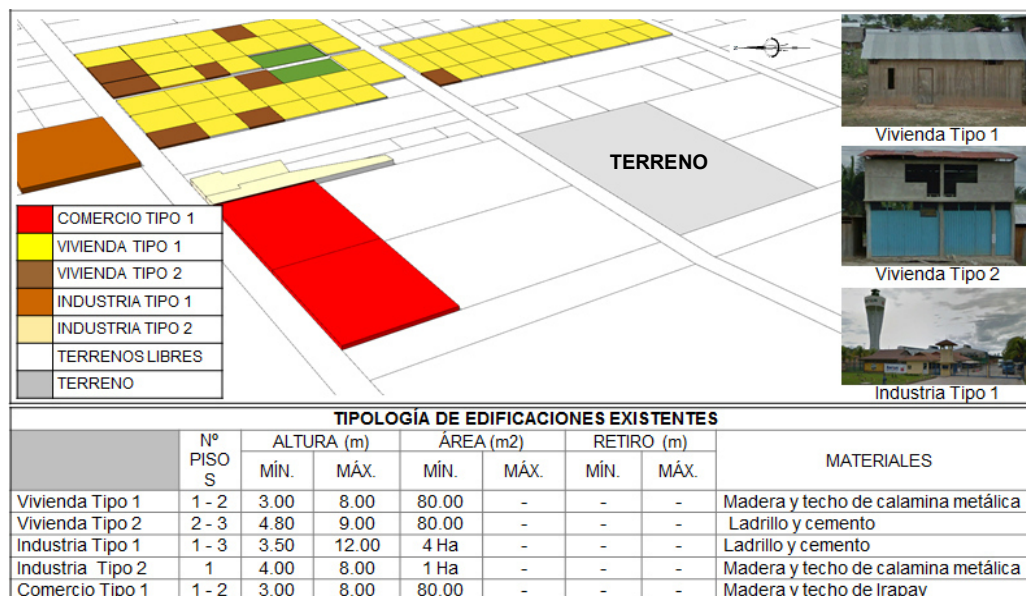 Vivienda Tipo 1
TERRENO
Vivienda Tipo 2
COMERCIO TIPO 1
VIVIENDA TIPO 1
VIVIENDA TIPO 2
INDUSTRIA TIPO 1
INDUSTRIA TIPO 2
TERRENOS LIBRES
TERRENO
Industria Tipo 1
TIPOLOGÍA DE EDIFICACIONES EXISTENTES
Nº PISO S ALTURA (m) ÁREA (m2) RETIRO (m) MATERIALES
MÍN. MÁX. MÍN. MÁX. MÍN. MÁX.
Vivienda Tipo 1 1 - 2 3.00 8.00 80.00 - - - Madera y techo de calamina metálica
Vivienda Tipo 2 2 - 3 4.80 9.00 80.00 - - - Ladrillo y cemento
Industria Tipo 1 1 - 3 3.50 12.00 4 Ha - - - Ladrillo y cemento
Industria Tipo 2 1 4.00 8.00 1 Ha - - - Madera y techo de calamina metálica
Comercio Tipo 1 1 - 2 3.00 8.00 80.00 - - - Madera y techo de Irapay